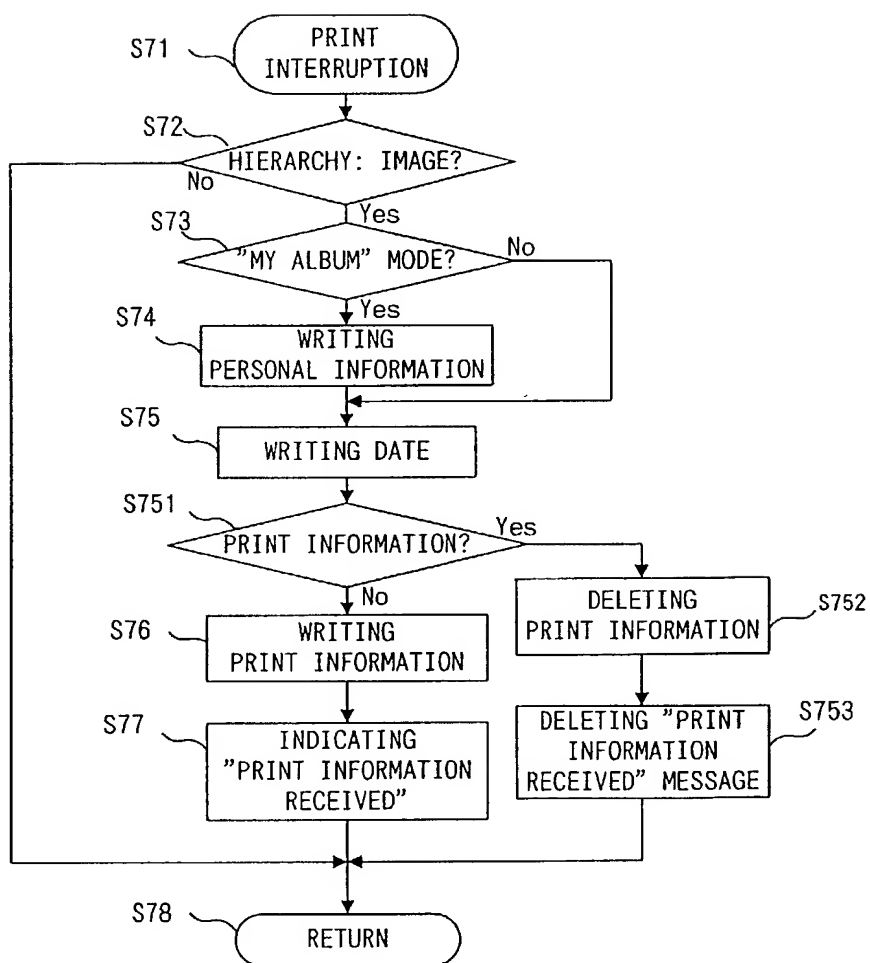 S71
PRINT
INTERRUPTION
S72
HIERARCHY: IMAGE?
No
Yes
S73
"MY ALBUM" MODE?
No
Yes
S74
WRITING
PERSONAL INFORMATION
S75
WRITING DATE
S751
PRINT INFORMATION?
Yes
No
S76
WRITING
PRINT INFORMATION
DELETING
PRINT INFORMATION
S752
S77
INDICATING
"PRINT INFORMATION
RECEIVED"
DELETING "PRINT
INFORMATION
RECEIVED" MESSAGE
S753
S78
RETURN